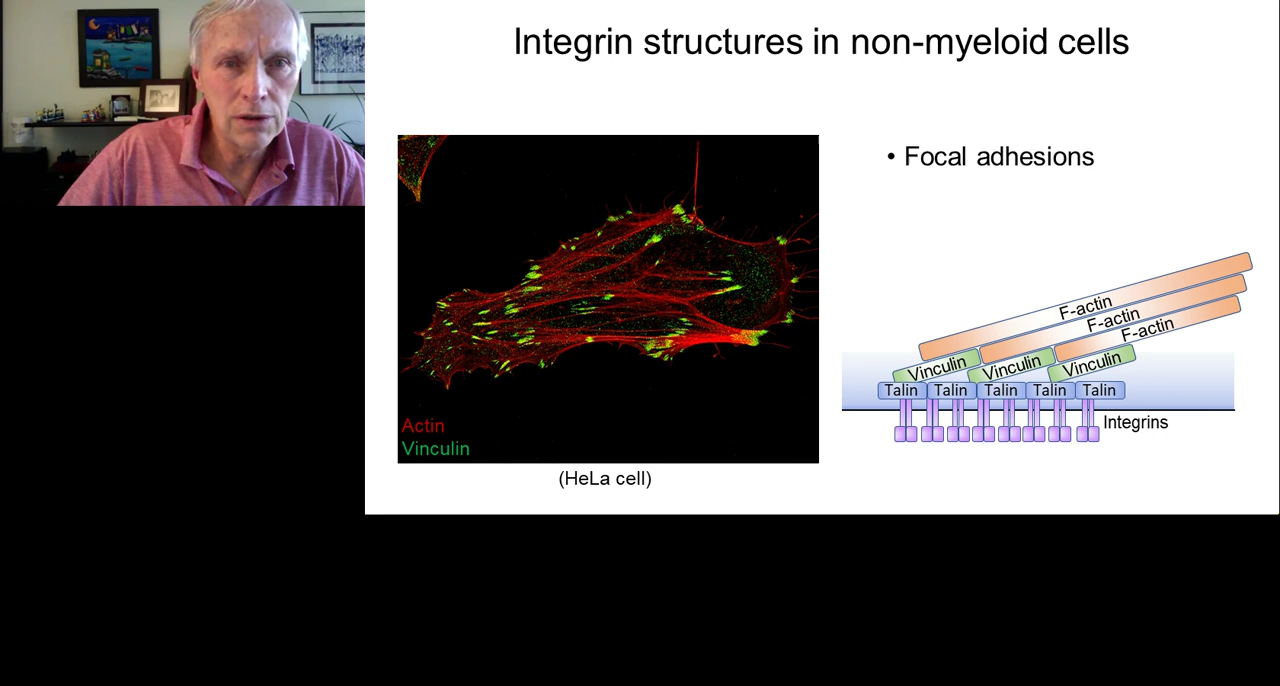 Integrin structures in non-myeloid cells
• Focal adhesions
F-actin
F-actin
F-actin
Vinculin Vinculin Vinculin
Talin Talin Talin Talin Talin
Integrins
Actin
Vinculin
(HeLa cell)